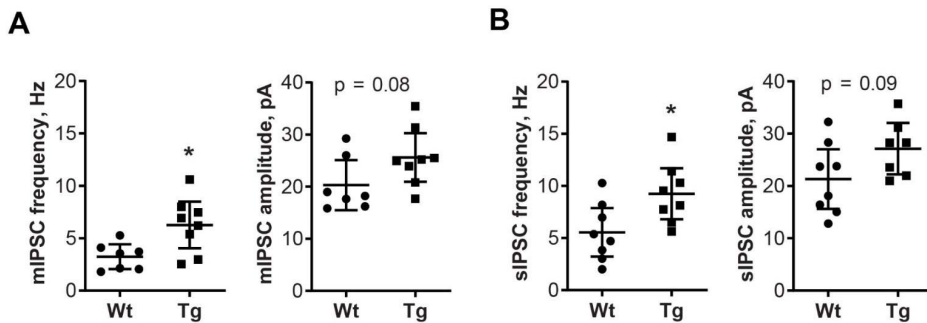 A
mIPSC frequency, Hz
20
15
10
5
0
*
Wt
Tg
mIPSC amplitude, pA
40
30
20
10
0
p = 0.08
Wt
Tg
B
sIPSC frequency, Hz
20
15
10
5
0
*
Wt
Tg
sIPSC amplitude, pA
40
30
20
10
0
p = 0.09
Wt
Tg